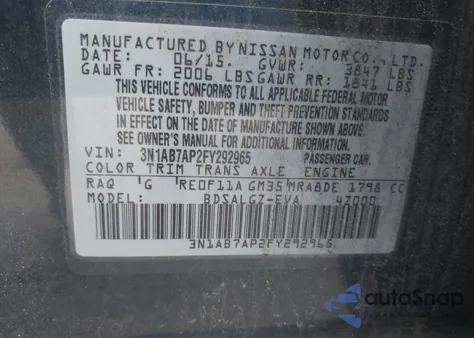 MANUFACTURED BY NISSAN MOTOR CO., LTD.
DATE: 06/15 GVWR: 3847 LBS
GAWR FR: 2006 LBS GAWR RR: 1841 LBS
THIS VEHICLE CONFORMS TO ALL APPLICABLE FEDERAL MOTOR
VEHICLE SAFETY, BUMPER AND THEFT PREVENTION STANDARDS
IN EFFECT ON THE DATE OF MANUFACTURE SHOWN ABOVE.
SEE OWNER'S MANUAL FOR ADDITIONAL INFORMATION.
VIN: 3N1AB7AP2FY292965 PASSENGER CAR
COLOR TRIM TRANS AXLE ENGINE
RAQ G RE0F11A GM35 MRA8DE 1798 CC
MODEL: BDSALGZ-EVA 4Z000
3N1AB7AP2FY292965
autoSnap